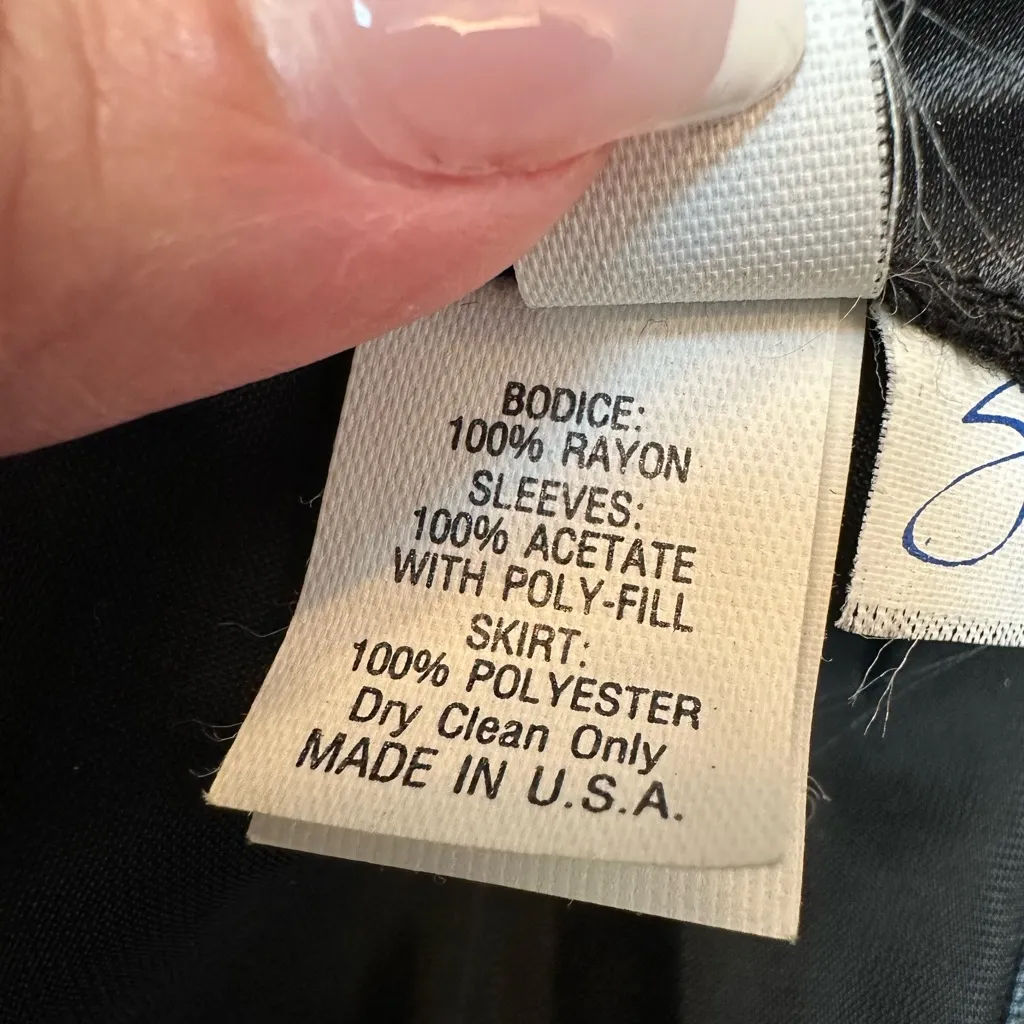 BODICE:
100% RAYON
SLEEVES:
100% ACETATE
WITH POLY-FILL
SKIRT:
100% POLYESTER
Dry Clean Only
MADE IN U.S.A.